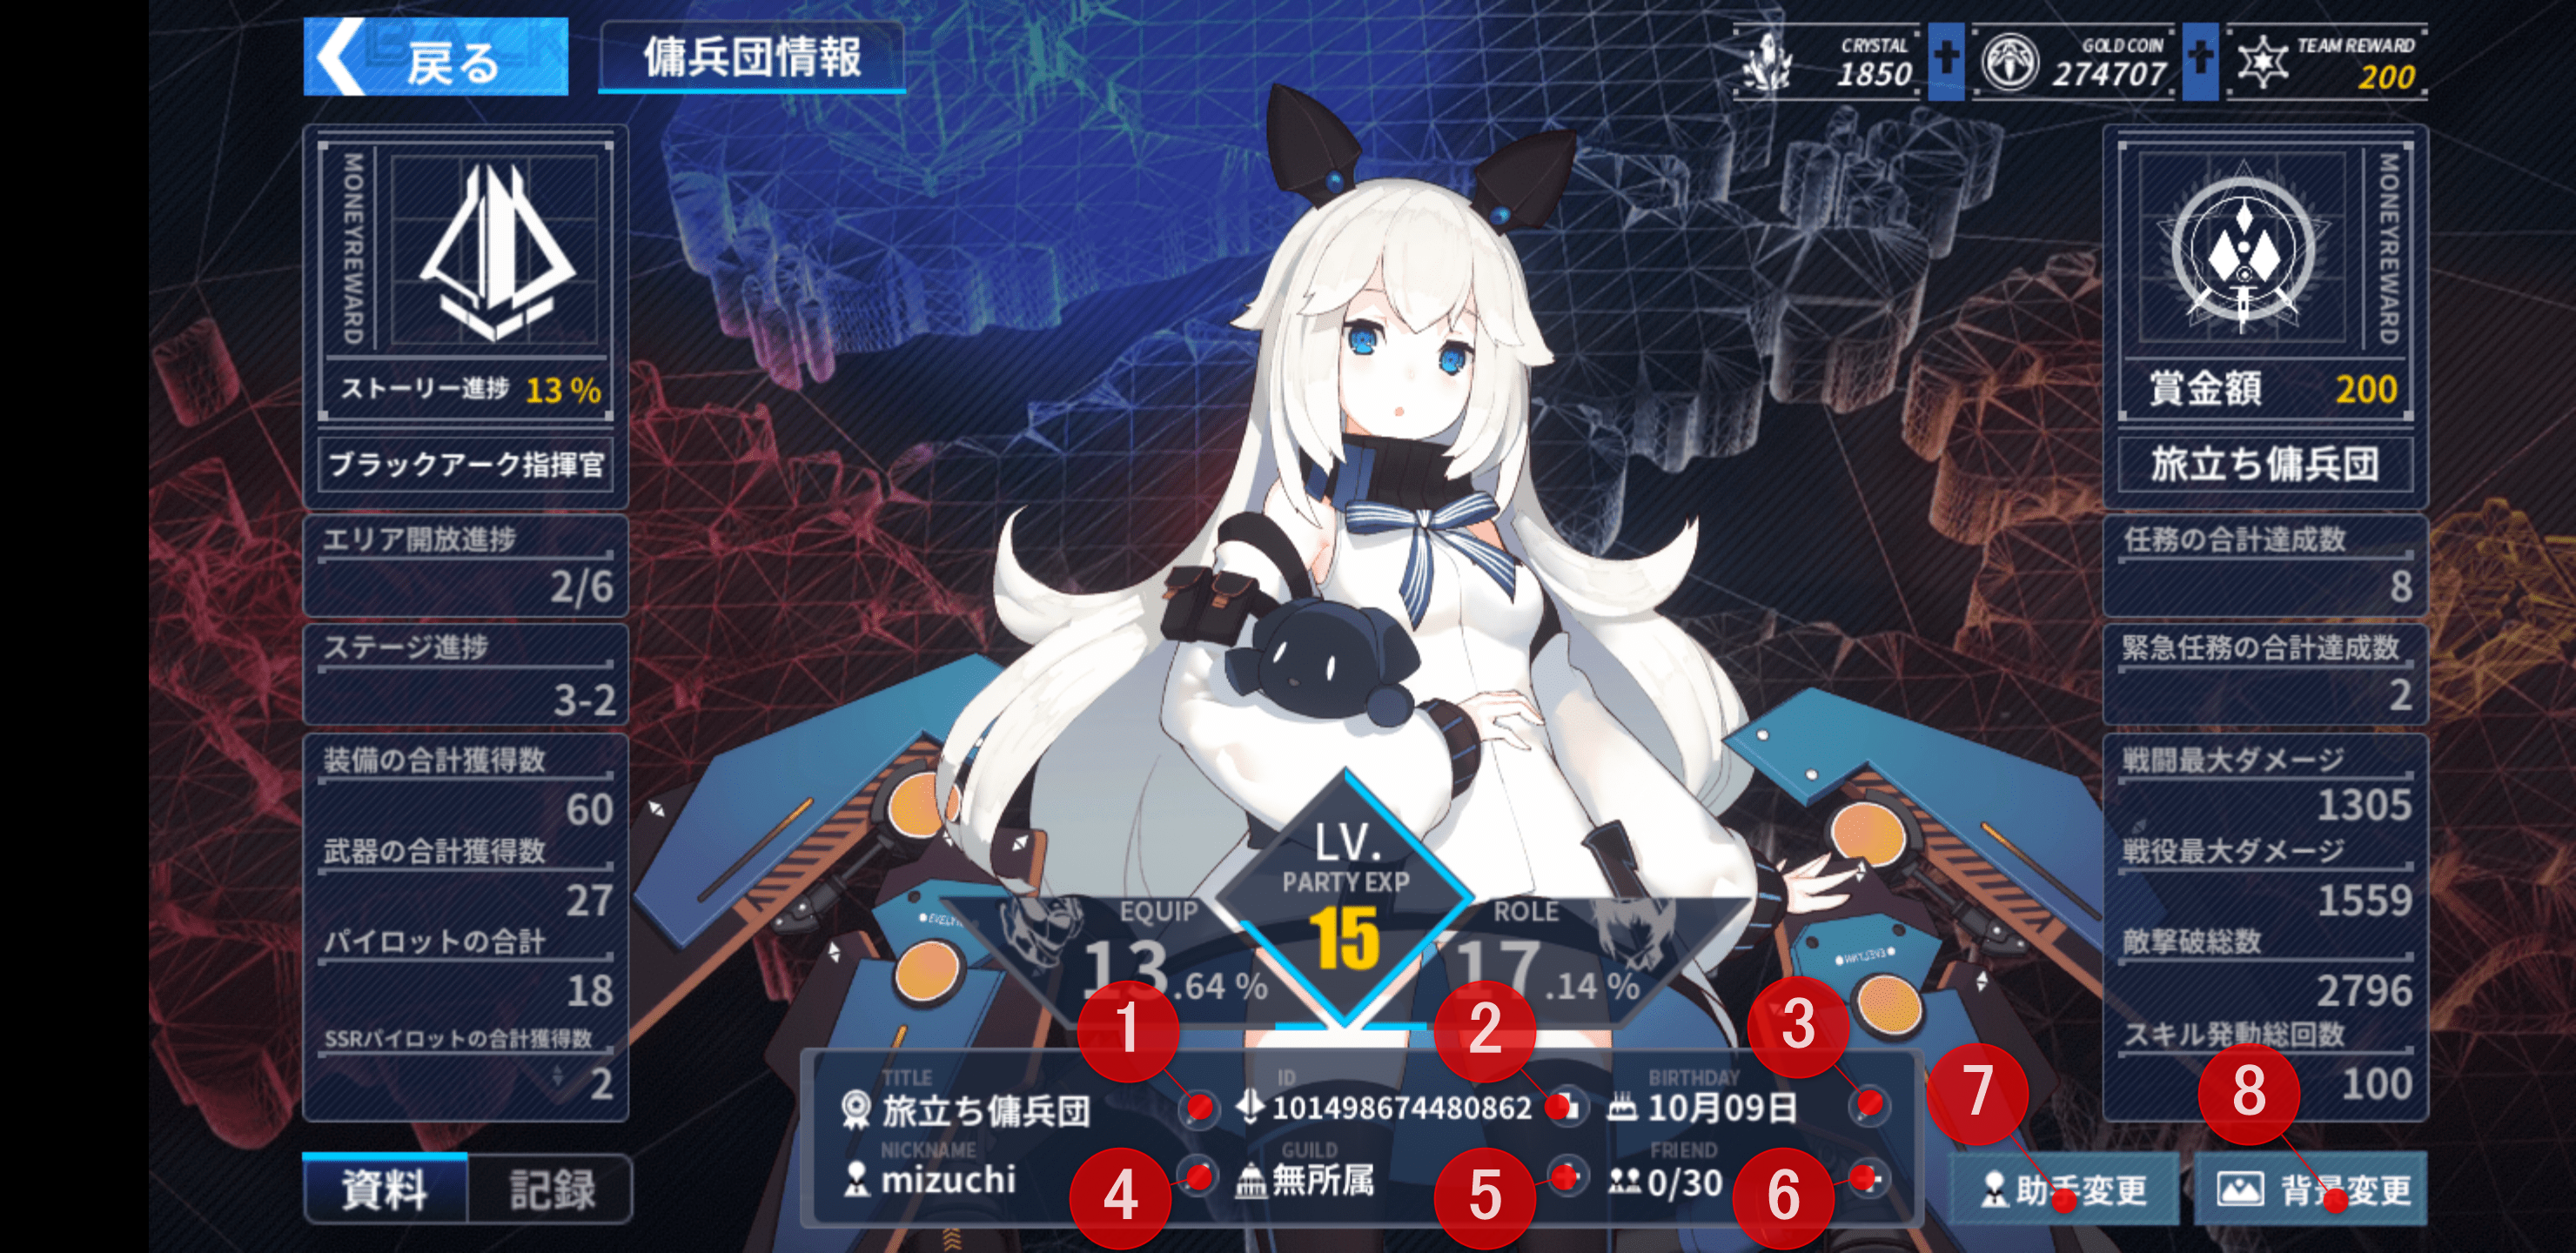 戻る
傭兵団情報
CRYSTAL
1850
GOLD COIN
274707
TEAM REWARD
200
MONEYREWARD
ストーリー進捗 13 %
ブラックアーク指揮官
エリア開放進捗
2/6
ステージ進捗
3-2
装備の合計獲得数
60
武器の合計獲得数
27
パイロットの合計
18
SSRパイロットの合計獲得数
2
資料
記録
LV.
PARTY EXP
15
EQUIP
13.64 %
ROLE
17.14 %
1
2
3
TITLE
旅立ち傭兵団
ID
101498674480862
BIRTHDAY
10月09日
NICKNAME
mizuchi
GUILD
無所属
FRIEND
0/30
4
5
6
MONEYREWARD
賞金額 200
旅立ち傭兵団
任務の合計達成数
8
緊急任務の合計達成数
2
戦闘最大ダメージ
1305
戦役最大ダメージ
1559
敵撃破総数
2796
スキル発動総回数
100
7
8
助手変更
背景変更